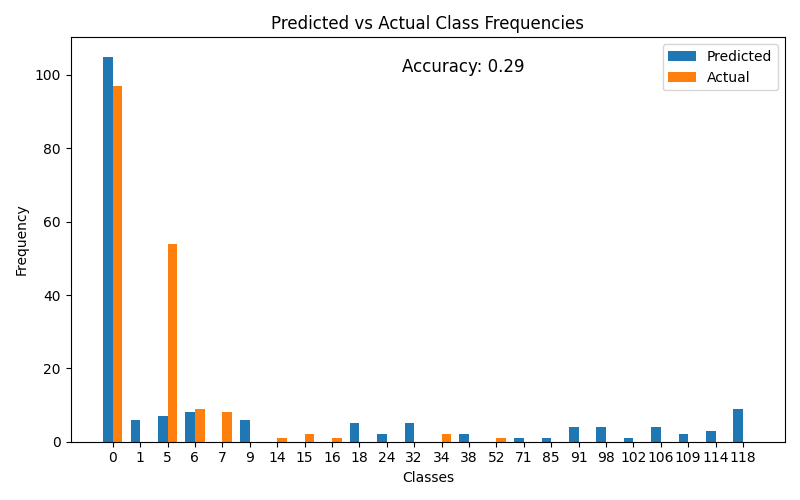 Predicted vs Actual Class Frequencies
Accuracy: 0.29
Predicted
Actual
Frequency
100
80
60
40
20
0
0 1 5 6 7 9 14 15 16 18 24 32 34 38 52 71 85 91 98 102 106 109 114 118
Classes